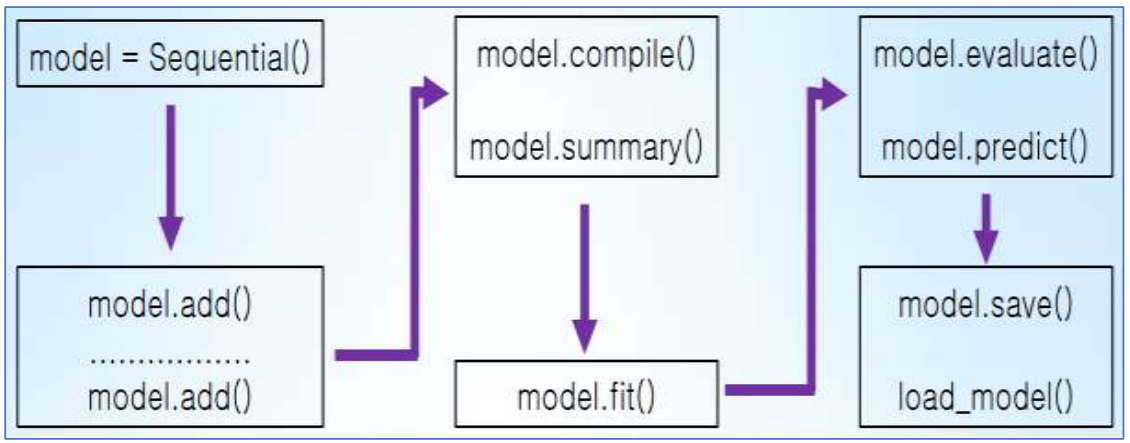 model = Sequential()
model.add()
................
model.add()
model.compile()
model.summary()
model.fit()
model.evaluate()
model.predict()
model.save()
load_model()